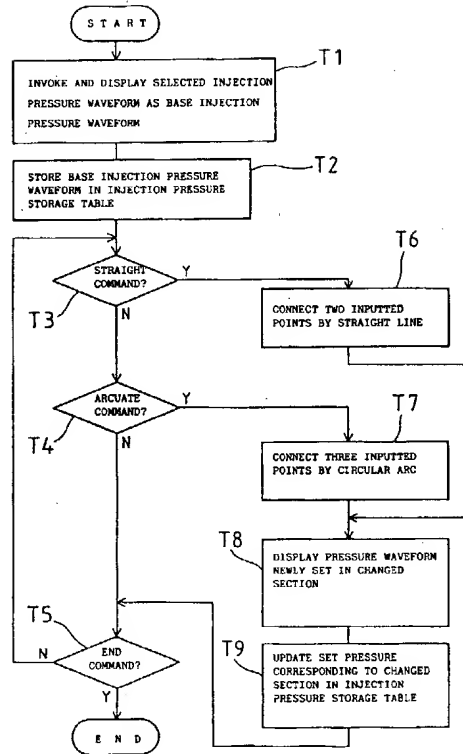 START
T1
INVOKE AND DISPLAY SELECTED INJECTION
PRESSURE WAVEFORM AS BASE INJECTION
PRESSURE WAVEFORM
T2
STORE BASE INJECTION PRESSURE
WAVEFORM IN INJECTION PRESSURE
STORAGE TABLE
T3
STRAIGHT
COMMAND?
Y
N
T6
CONNECT TWO INPUTTED
POINTS BY STRAIGHT LINE
T4
ARCUATE
COMMAND?
Y
N
T7
CONNECT THREE INPUTTED
POINTS BY CIRCULAR ARC
T8
DISPLAY PRESSURE WAVEFORM
NEWLY SET IN CHANGED
SECTION
T9
UPDATE SET PRESSURE
CORRESPONDING TO CHANGED
SECTION IN INJECTION
PRESSURE STORAGE TABLE
T5
END
COMMAND?
N
Y
END